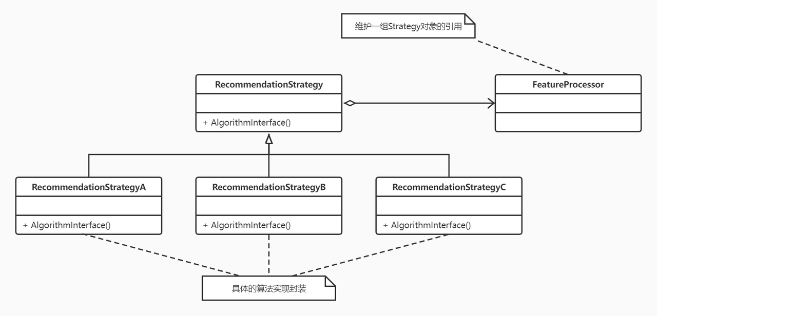 维护一组Strategy对象的引用
RecommendationStrategy
+ AlgorithmInterface()
FeatureProcessor
RecommendationStrategyA
+ AlgorithmInterface()
RecommendationStrategyB
+ AlgorithmInterface()
RecommendationStrategyC
+ AlgorithmInterface()
具体的算法实现封装